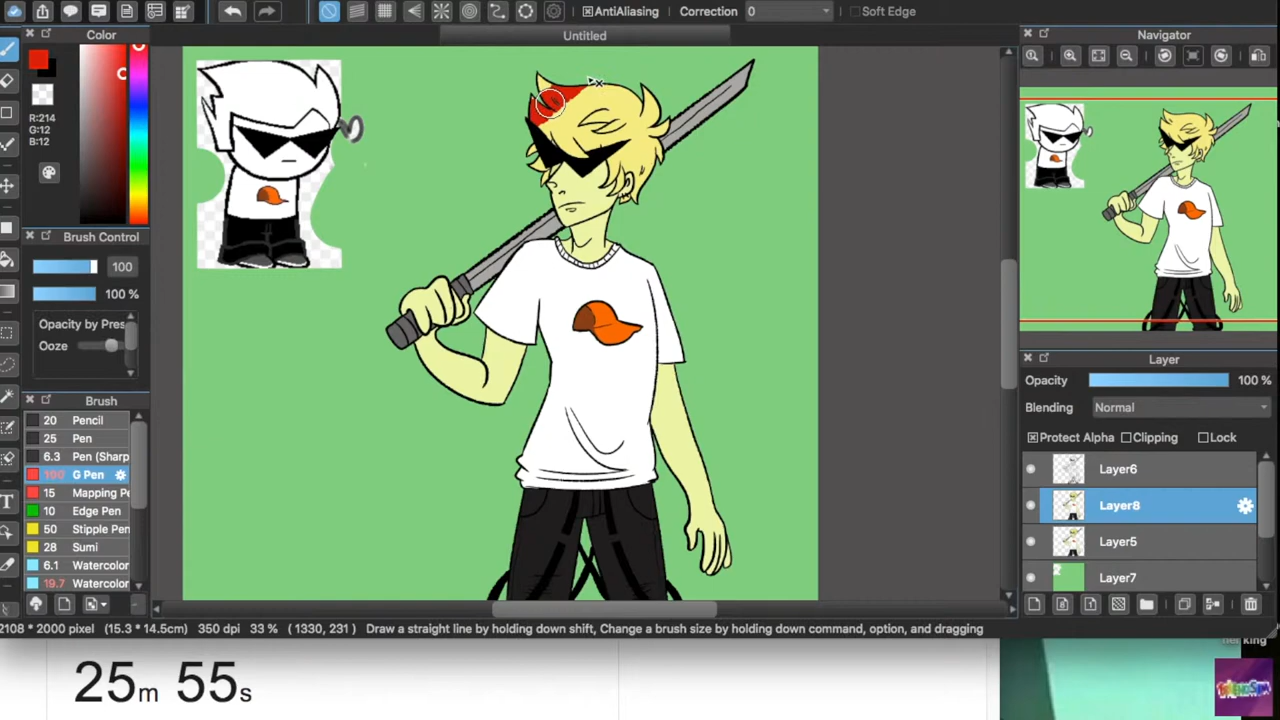 AntiAliasing Correction 0 Soft Edge
Color
Untitled
Navigator
R:214
G:12
B:12
Brush Control
100
100 %
Opacity by Pres
Ooze
Brush
20 Pencil
25 Pen
6.3 Pen (Sharp
100 G Pen
15 Mapping Pe
10 Edge Pen
50 Stipple Pen
28 Sumi
6.1 Watercolor
19.7 Watercolor
Layer
Opacity 100 %
Blending Normal
Protect Alpha Clipping Lock
Layer6
Layer8
Layer5
Layer7
2108 * 2000 pixel (15.3 * 14.5cm) 350 dpi 33 % ( 1330, 231 ) Draw a straight line by holding down shift, Change a brush size by holding down command, option, and dragging
25m 55s